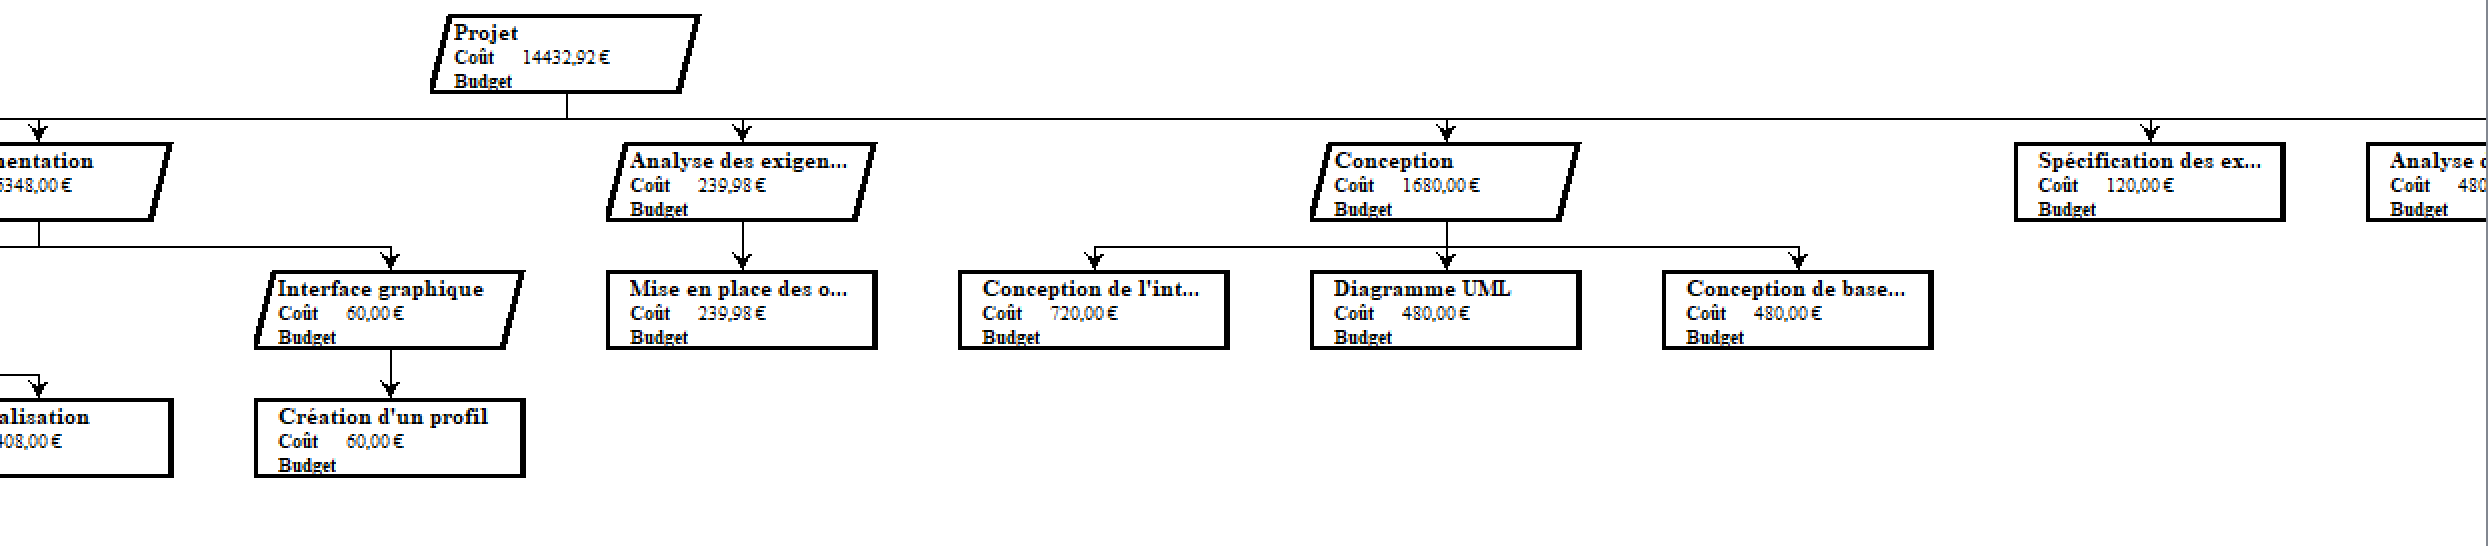 Projet
Coût 14432,92 €
Budget
mentation
5348,00 €
Analyse des exigen...
Coût 239,98 €
Budget
Conception
Coût 1680,00 €
Budget
Spécification des ex...
Coût 120,00 €
Budget
Analyse
Coût 480
Budget
Interface graphique
Coût 60,00 €
Budget
Mise en place des o...
Coût 239,98 €
Budget
Conception de l'int...
Coût 720,00 €
Budget
Diagramme UML
Coût 480,00 €
Budget
Conception de base...
Coût 480,00 €
Budget
alisation
408,00 €
Création d'un profil
Coût 60,00 €
Budget